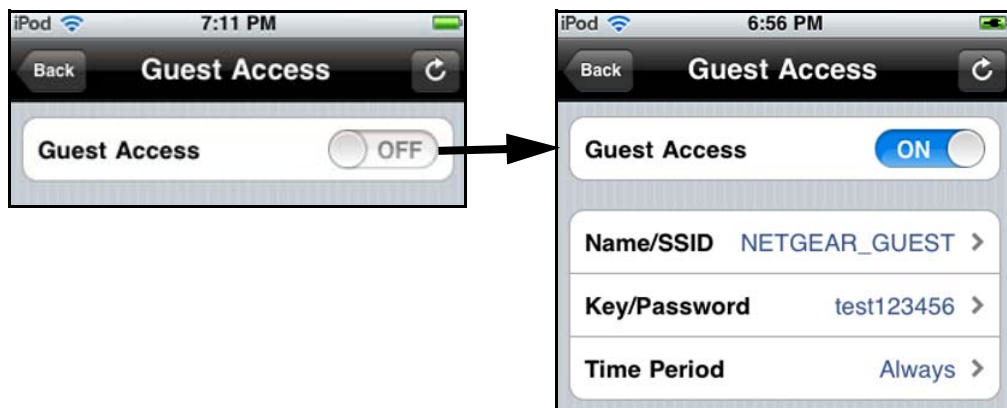 iPod 7:11 PM
Back Guest Access
Guest Access OFF
iPod 6:56 PM
Back Guest Access
Guest Access ON
Name/SSID NETGEAR_GUEST
Key/Password test123456
Time Period Always